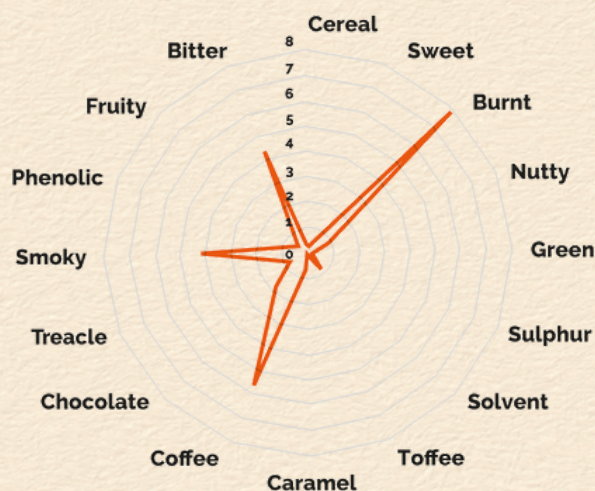 Cereal
8
Bitter
Sweet
7
6
Fruity
Burnt
5
4
Phenolic
Nutty
3
2
1
Smoky
0
Green
Treacle
Sulphur
Chocolate
Solvent
Coffee
Toffee
Caramel